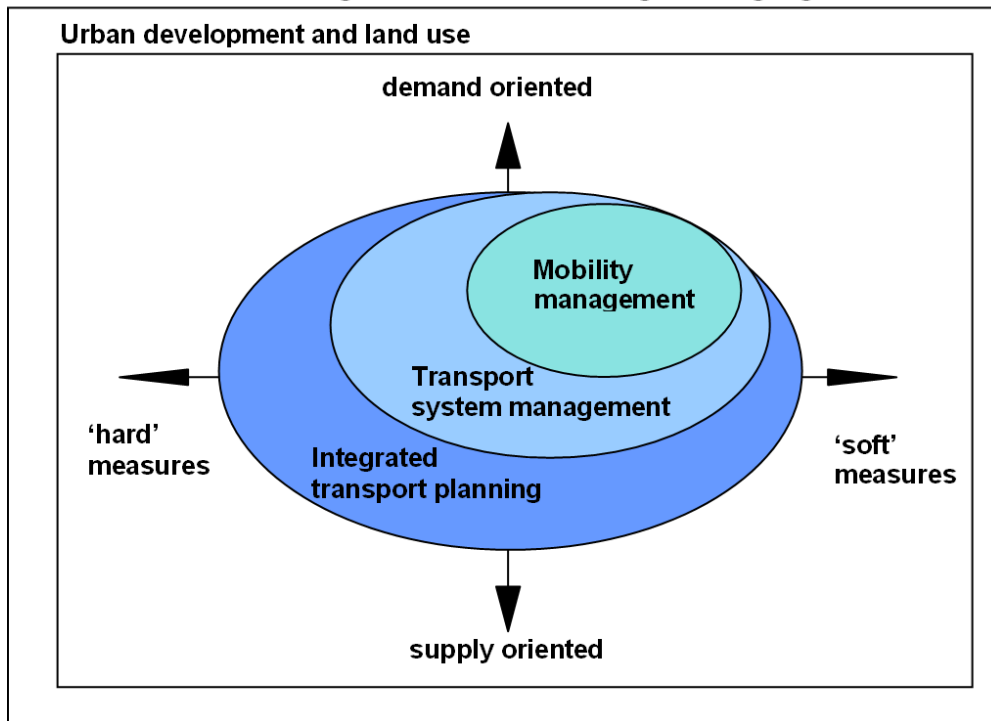 Urban development and land use
demand oriented
Mobility
management
Transport
system management
‘hard’
measures
Integrated
transport planning
‘soft’
measures
supply oriented